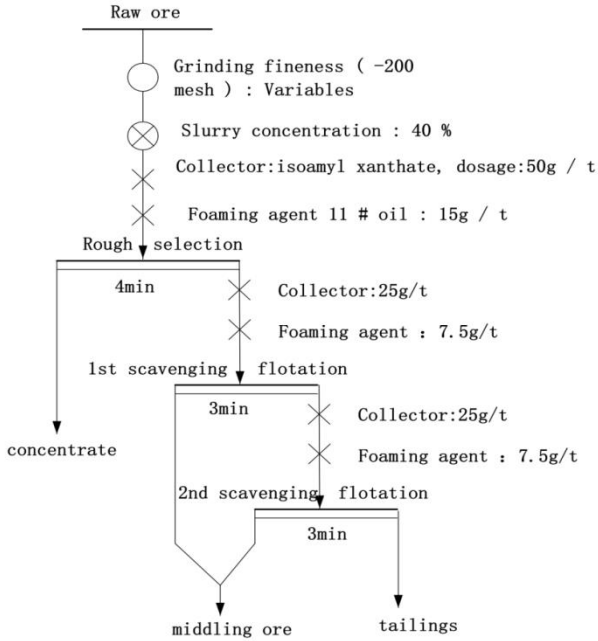 Raw ore
Grinding fineness ( -200
mesh ) : Variables
Slurry concentration : 40 %
Collector:isoamyl xanthate, dosage:50g / t
Foaming agent 11 # oil : 15g / t
Rough selection
4min
Collector:25g/t
Foaming agent : 7.5g/t
1st scavenging flotation
3min
Collector:25g/t
concentrate
Foaming agent : 7.5g/t
2nd scavenging flotation
3min
middling ore
tailings